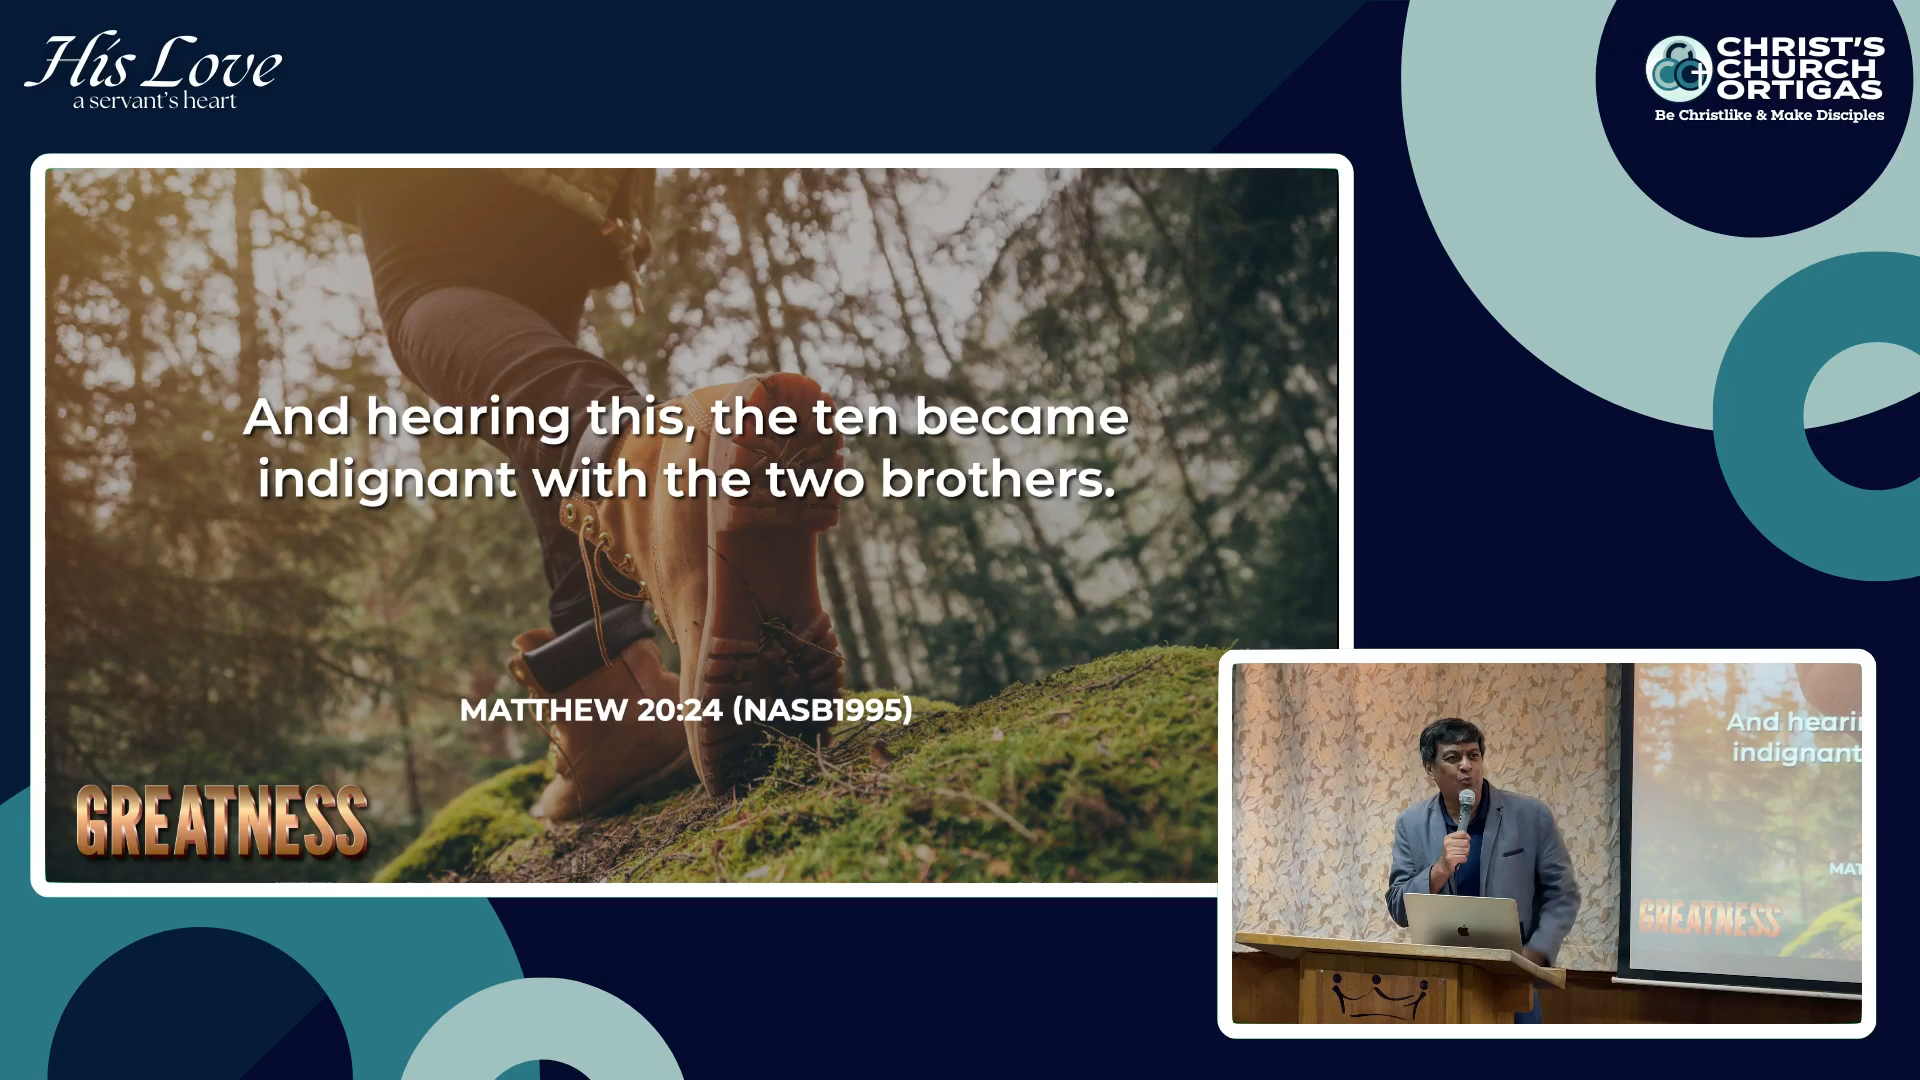 His Love
a servant's heart
CHRIST'S
CHURCH
ORTIGAS
Be Christlike & Make Disciples
And hearing this, the ten became
indignant with the two brothers.
MATTHEW 20:24 (NASB1995)
GREATNESS
And heari
indignant
MAT
GREATNESS